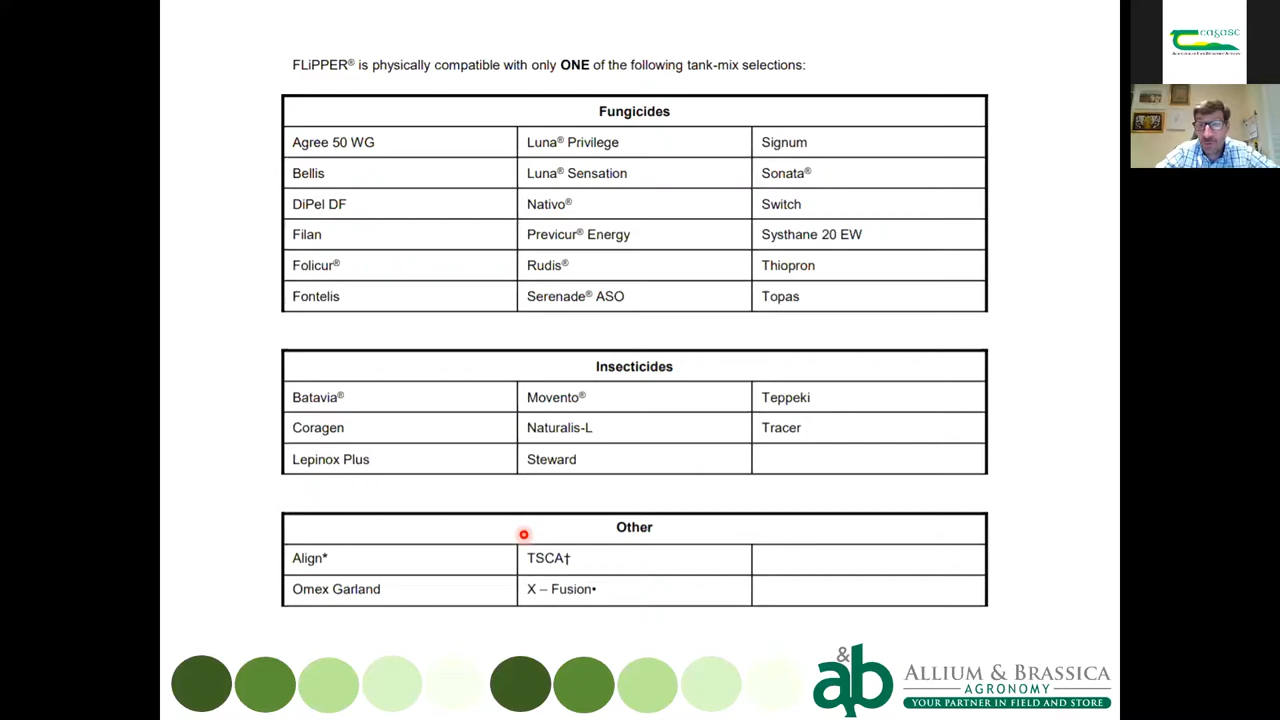 FLiPPER® is physically compatible with only ONE of the following tank-mix selections:
Fungicides
Agree 50 WG Luna® Privilege Signum
Bellis Luna® Sensation Sonata®
DiPel DF Nativo® Switch
Filan Previcur® Energy Systhane 20 EW
Folicur® Rudis® Thiopron
Fontelis Serenade® ASO Topas
Insecticides
Batavia® Movento® Teppeki
Coragen Naturalis-L Tracer
Lepinox Plus Steward
Other
Align* TSCA†
Omex Garland X – Fusion•
a&b
ALLIUM & BRASSICA
AGRONOMY
YOUR PARTNER IN FIELD AND STORE